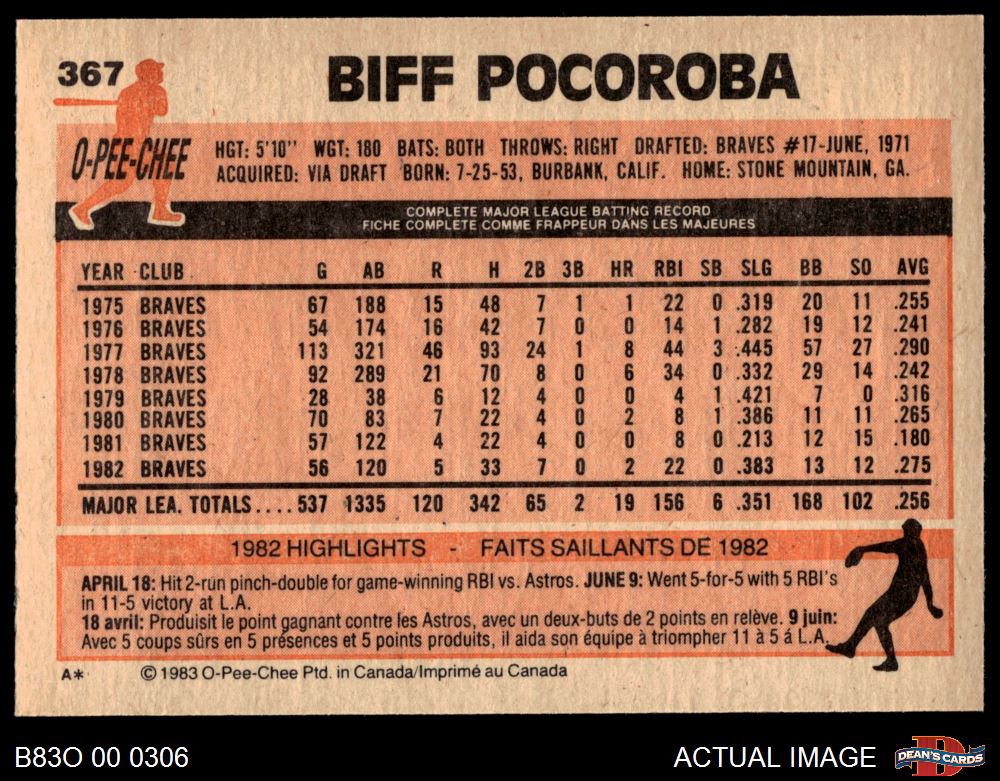 367
BIFF POCOROBA
O-PEE-CHEE
HGT: 5'10" WGT: 180 BATS: BOTH THROWS: RIGHT DRAFTED: BRAVES #17-JUNE, 1971
ACQUIRED: VIA DRAFT BORN: 7-25-53, BURBANK, CALIF. HOME: STONE MOUNTAIN, GA.
COMPLETE MAJOR LEAGUE BATTING RECORD
FICHE COMPLETE COMME FRAPPEUR DANS LES MAJEURES
YEAR CLUB G AB R H 2B 3B HR RBI SB SLG BB SO AVG
1975 BRAVES 67 188 15 48 7 1 1 22 0 .319 20 11 .255
1976 BRAVES 54 174 16 42 7 0 0 14 1 .282 19 12 .241
1977 BRAVES 113 321 46 93 24 1 8 44 3 .445 57 27 .290
1978 BRAVES 92 289 21 70 8 0 6 34 0 .332 29 14 .242
1979 BRAVES 28 38 6 12 4 0 0 4 1 .421 7 0 .316
1980 BRAVES 70 83 7 22 4 0 2 8 1 .386 11 11 .265
1981 BRAVES 57 122 4 22 4 0 0 8 0 .213 12 15 .180
1982 BRAVES 56 120 5 33 7 0 2 22 0 .383 13 12 .275
MAJOR LEA. TOTALS....537 1335 120 342 65 2 19 156 6 .351 168 102 .256
1982 HIGHLIGHTS - FAITS SAILLANTS DE 1982
APRIL 18: Hit 2-run pinch-double for game-winning RBI vs. Astros. JUNE 9: Went 5-for-5 with 5 RBI's
in 11-5 victory at L.A.
18 avril: Produisit le point gagnant contre les Astros, avec un deux-buts de 2 points en relève. 9 juin:
Avec 5 coups sûrs en 5 présences et 5 points produits, il aida son équipe à triompher 11 à 5 á L.A.
A* © 1983 O-Pee-Chee Ptd. in Canada/Imprimé au Canada
B83O 00 0306
ACTUAL IMAGE
D
DEAN'S CARDS